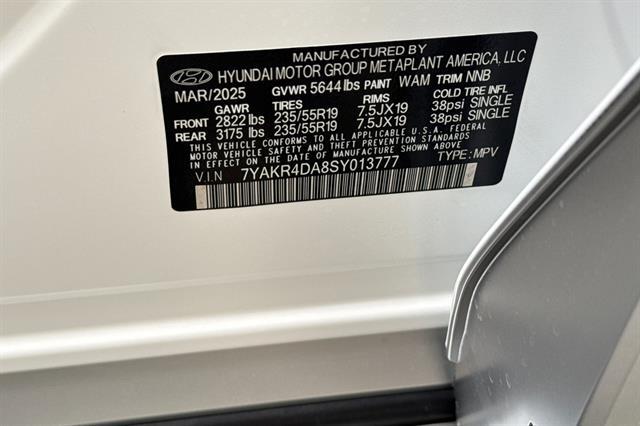 MANUFACTURED BY
HYUNDAI MOTOR GROUP METAPLANT AMERICA, LLC
MAR/2025 GVWR 5644 lbs PAINT WAM TRIM NNB
GAWR TIRES RIMS COLD TIRE INFL
FRONT 2822 lbs 235/55R19 7.5JX19 38psi SINGLE
REAR 3175 lbs 235/55R19 7.5JX19 38psi SINGLE
THIS VEHICLE CONFORMS TO ALL APPLICABLE U.S.A. FEDERAL
MOTOR VEHICLE SAFETY, BUMPER, AND THEFT PREVENTION
STANDARDS IN EFFECT ON THE DATE OF MANUFACTURE SHOWN ABOVE.
V.I.N 7YAKR4DA8SY013777 TYPE : MPV